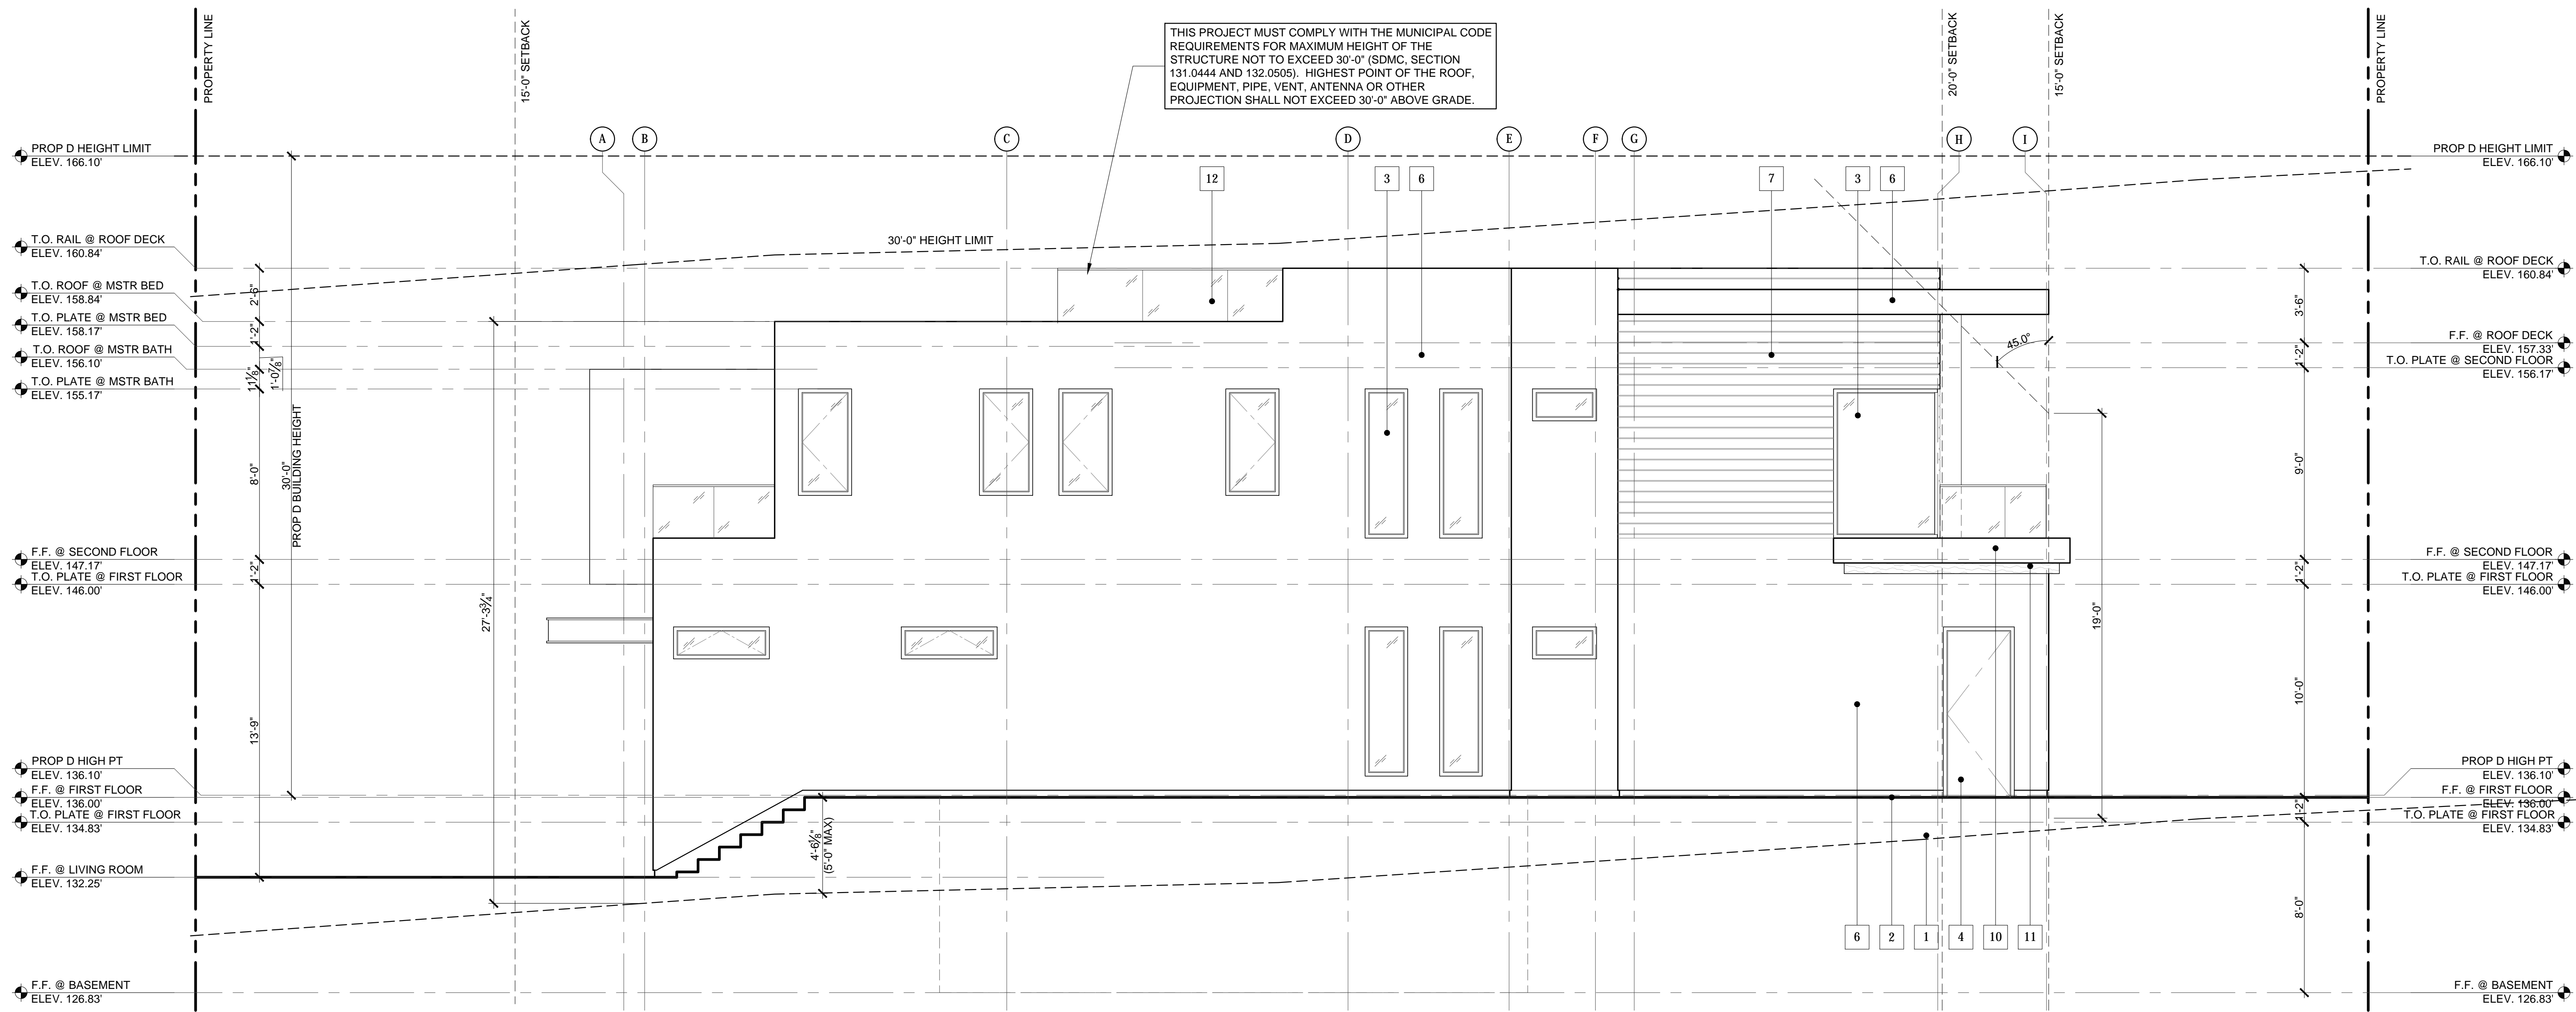 PROPERTY LINE
15'-0" SETBACK
THIS PROJECT MUST COMPLY WITH THE MUNICIPAL CODE
REQUIREMENTS FOR MAXIMUM HEIGHT OF THE
STRUCTURE NOT TO EXCEED 30'-0" (SDMC, SECTION
131.0444 AND 132.0505). HIGHEST POINT OF THE ROOF,
EQUIPMENT, PIPE, VENT, ANTENNA OR OTHER
PROJECTION SHALL NOT EXCEED 30'-0" ABOVE GRADE.
20'-0" SETBACK
15'-0" SETBACK
PROPERTY LINE
A
B
C
D
E
F
G
H
I
PROP D HEIGHT LIMIT
ELEV. 166.10'
T.O. RAIL @ ROOF DECK
ELEV. 160.84'
T.O. ROOF @ MSTR BED
ELEV. 158.84'
T.O. PLATE @ MSTR BED
ELEV. 158.17'
T.O. ROOF @ MSTR BATH
ELEV. 156.10'
T.O. PLATE @ MSTR BATH
ELEV. 155.17'
F.F. @ SECOND FLOOR
ELEV. 147.17'
T.O. PLATE @ FIRST FLOOR
ELEV. 146.00'
PROP D HIGH PT
ELEV. 136.10'
F.F. @ FIRST FLOOR
ELEV. 136.00'
T.O. PLATE @ FIRST FLOOR
ELEV. 134.83'
F.F. @ LIVING ROOM
ELEV. 132.25'
F.F. @ BASEMENT
ELEV. 126.83'
2'-6"
1'-2"
11⅛"
1'-0⅞"
8'-0"
1'-2"
13'-9"
30'-0"
PROP D BUILDING HEIGHT
27'-3¾"
4'-6⅛"
(5'-0" MAX)
30'-0" HEIGHT LIMIT
12
3
6
7
3
6
45.0°
19'-0"
6
2
1
4
10
11
3'-6"
1'-2"
9'-0"
1'-2"
10'-0"
1'-2"
8'-0"
PROP D HEIGHT LIMIT
ELEV. 166.10'
T.O. RAIL @ ROOF DECK
ELEV. 160.84'
F.F. @ ROOF DECK
ELEV. 157.33'
T.O. PLATE @ SECOND FLOOR
ELEV. 156.17'
F.F. @ SECOND FLOOR
ELEV. 147.17'
T.O. PLATE @ FIRST FLOOR
ELEV. 146.00'
PROP D HIGH PT
ELEV. 136.10'
F.F. @ FIRST FLOOR
ELEV. 136.00'
T.O. PLATE @ FIRST FLOOR
ELEV. 134.83'
F.F. @ BASEMENT
ELEV. 126.83'